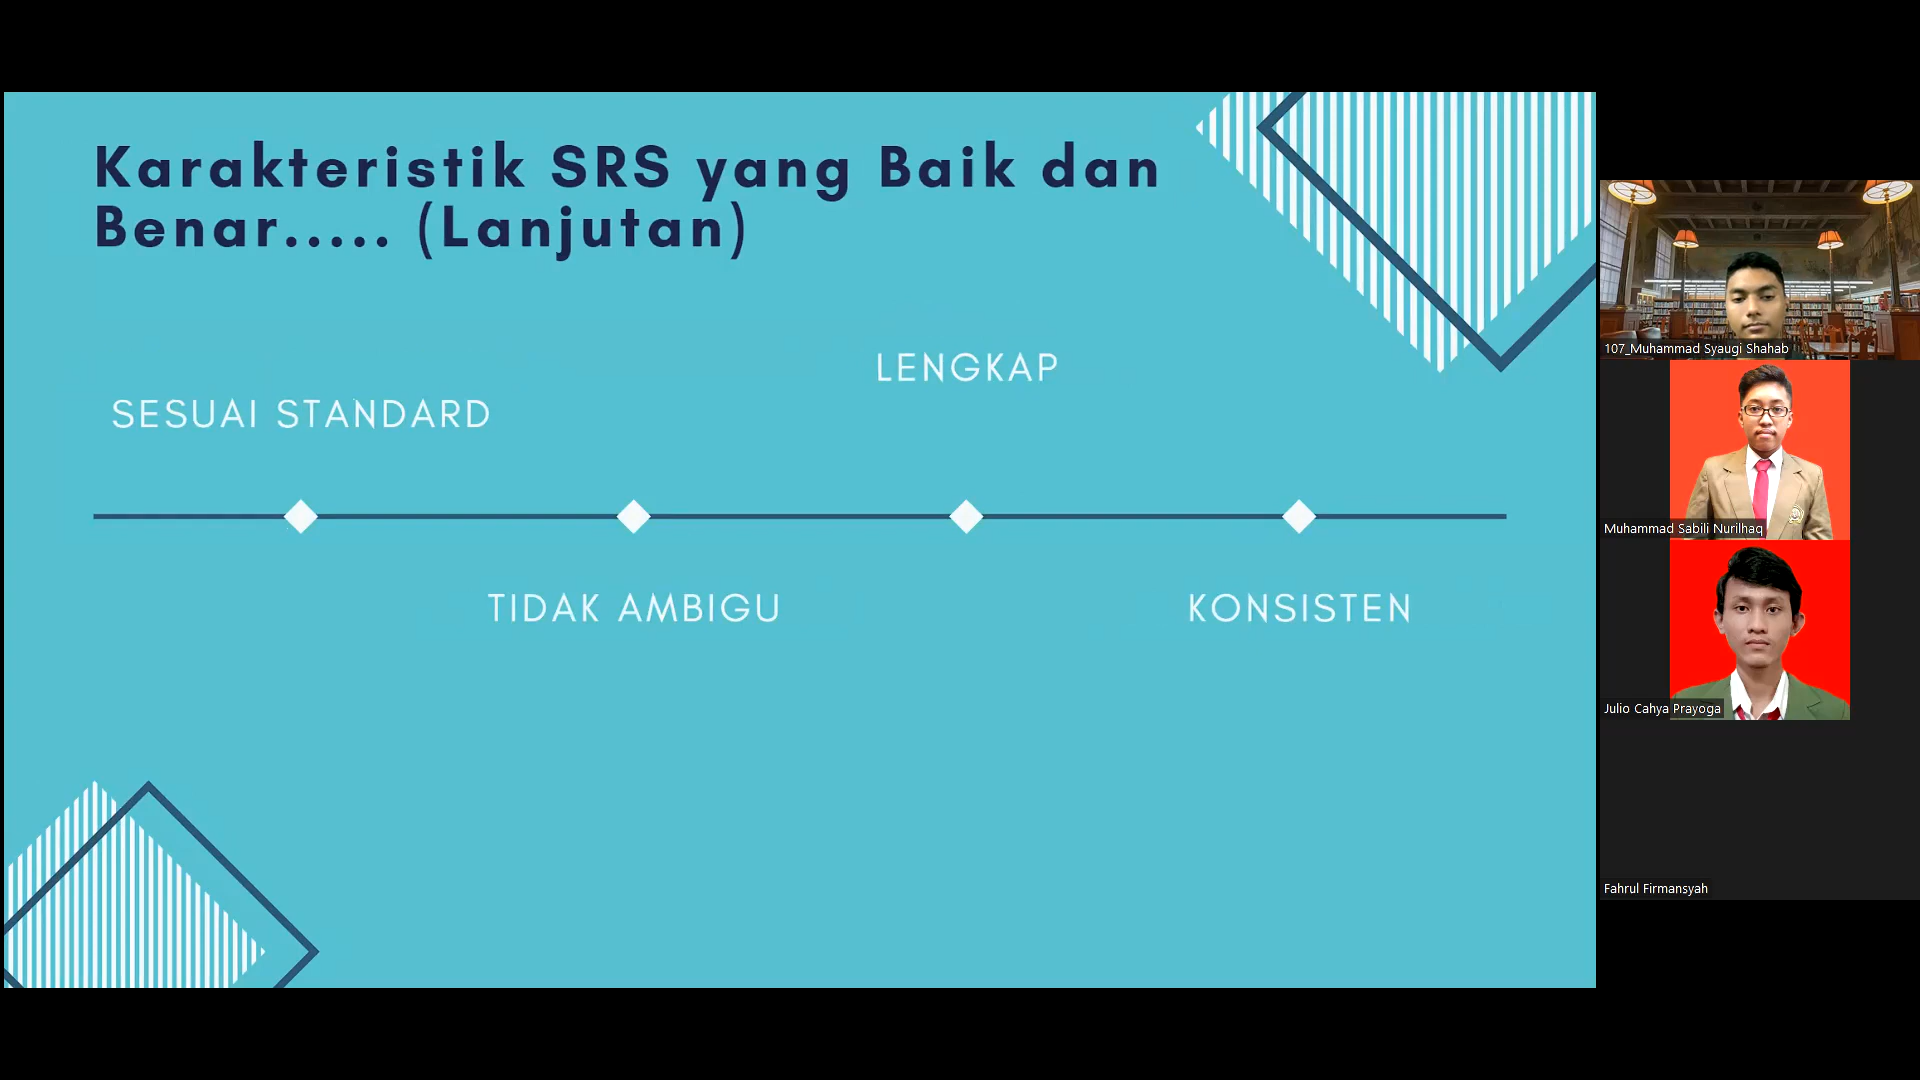 Karakteristik SRS yang Baik dan
Benar..... (Lanjutan)
LENGKAP
SESUAI STANDARD
TIDAK AMBIGU
KONSISTEN
107_Muhammad Syaugi Shahab
Muhammad Sabili Nurilhaq
Julio Cahya Prayoga
Fahrul Firmansyah